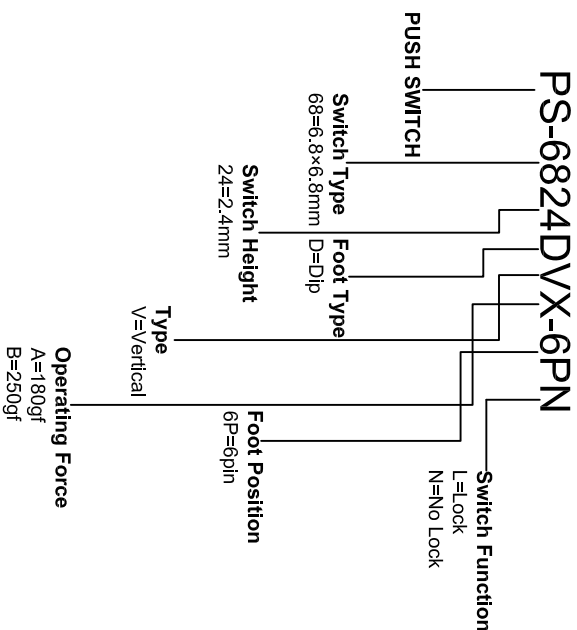 PS-6824DVX-6PN
PUSH SWITCH
Switch Type
68=6.8×6.8mm
Switch Height
24=2.4mm
Foot Type
D=Dip
Type
V=Vertical
Operating Force
A=180gf
B=250gf
Foot Position
6P=6pin
Switch Function
L=Lock
N=No Lock